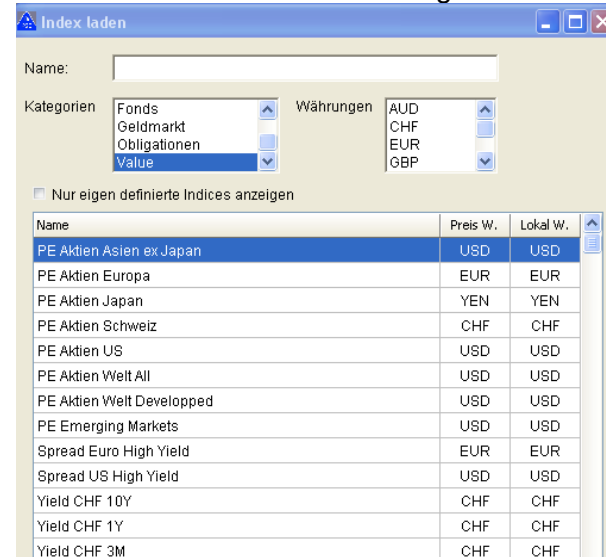 Index laden
Name:
Kategorien
Fonds
Geldmarkt
Obligationen
Value
Währungen
AUD
CHF
EUR
GBP
Nur eigen definierte Indices anzeigen
Name Preis W. Lokal W.
PE Aktien Asien ex Japan USD USD
PE Aktien Europa EUR EUR
PE Aktien Japan YEN YEN
PE Aktien Schweiz CHF CHF
PE Aktien US USD USD
PE Aktien Welt All USD USD
PE Aktien Welt Developped USD USD
PE Emerging Markets USD USD
Spread Euro High Yield EUR EUR
Spread US High Yield USD USD
Yield CHF 10Y CHF CHF
Yield CHF 1Y CHF CHF
Yield CHF 3M CHF CHF